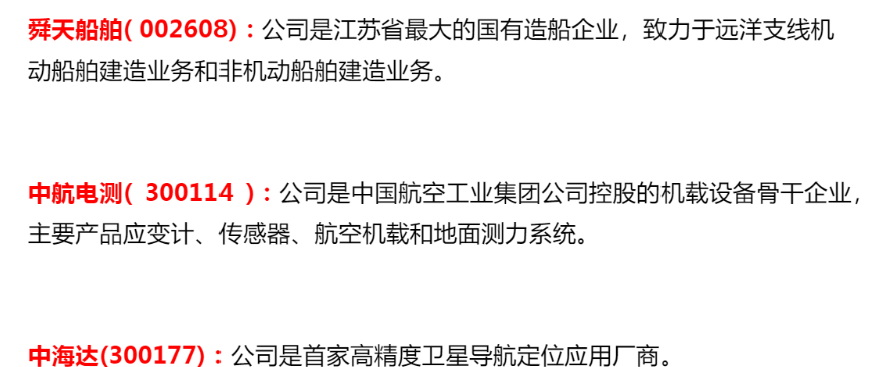 舜天船舶( 002608)：公司是江苏省最大的国有造船企业，致力于远洋支线机
动船舶建造业务和非机动船舶建造业务。
中航电测( 300114 )：公司是中国航空工业集团公司控股的机载设备骨干企业，
主要产品应变计、传感器、航空机载和地面测力系统。
中海达(300177)：公司是首家高精度卫星导航定位应用厂商。